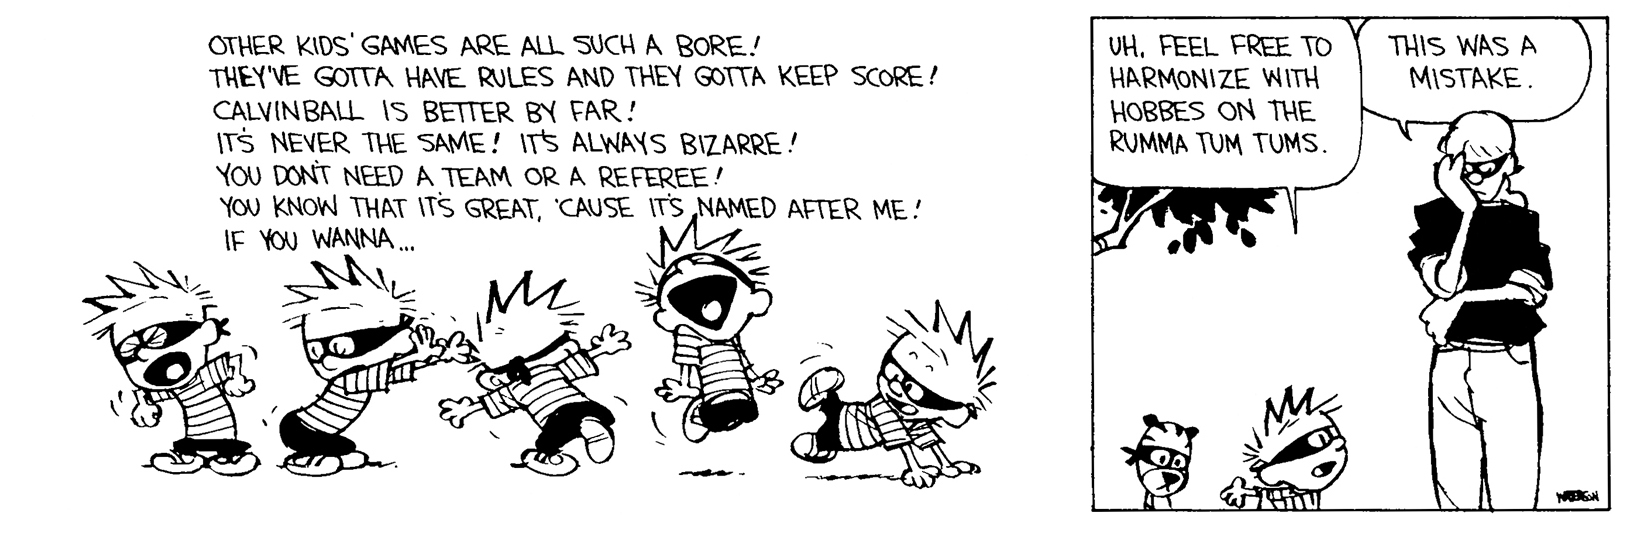 OTHER KIDS' GAMES ARE ALL SUCH A BORE!
THEY'VE GOTTA HAVE RULES AND THEY GOTTA KEEP SCORE!
CALVINBALL IS BETTER BY FAR!
IT'S NEVER THE SAME! IT'S ALWAYS BIZARRE!
YOU DON'T NEED A TEAM OR A REFEREE!
YOU KNOW THAT IT'S GREAT, 'CAUSE IT'S NAMED AFTER ME!
IF YOU WANNA...
UH, FEEL FREE TO
HARMONIZE WITH
HOBBES ON THE
RUMMA TUM TUMS.
THIS WAS A
MISTAKE.
WATTERSON